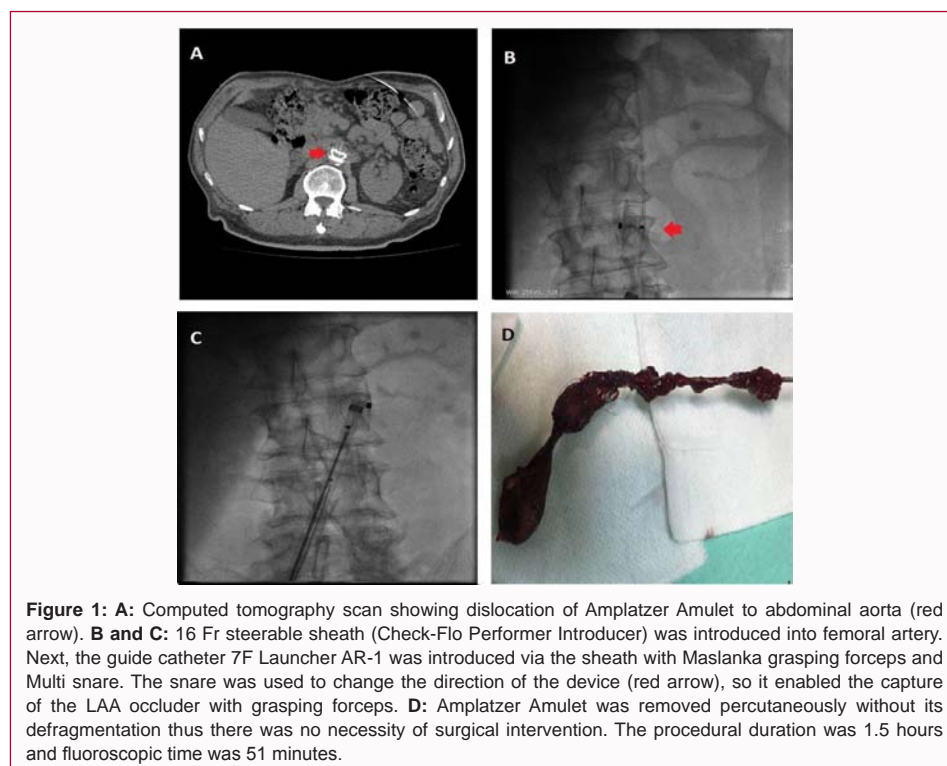 A
B
C
D
Figure 1: A: Computed tomography scan showing dislocation of Amplatzer Amulet to abdominal aorta (red
arrow). B and C: 16 Fr steerable sheath (Check-Flo Performer Introducer) was introduced into femoral artery.
Next, the guide catheter 7F Launcher AR-1 was introduced via the sheath with Maslanka grasping forceps and
Multi snare. The snare was used to change the direction of the device (red arrow), so it enabled the capture
of the LAA occluder with grasping forceps. D: Amplatzer Amulet was removed percutaneously without its
defragmentation thus there was no necessity of surgical intervention. The procedural duration was 1.5 hours
and fluoroscopic time was 51 minutes.